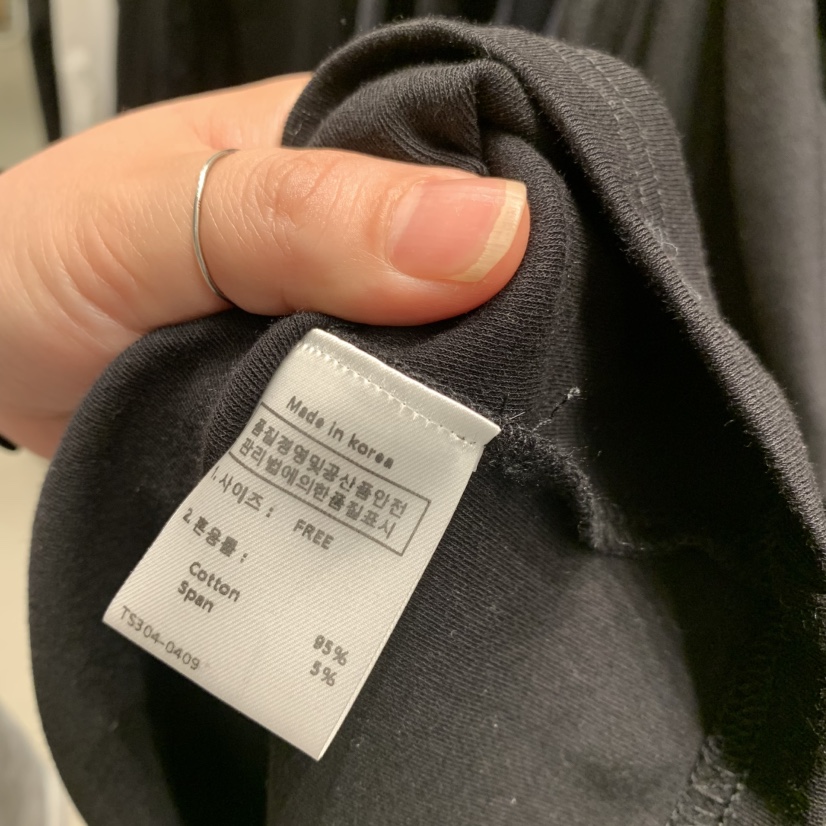 Made in korea
품질경영및공산품안전
관리법에의한품질표시
1.사이즈 : FREE
2.혼용률 :
Cotton 95%
Span 5%
TS304-0409